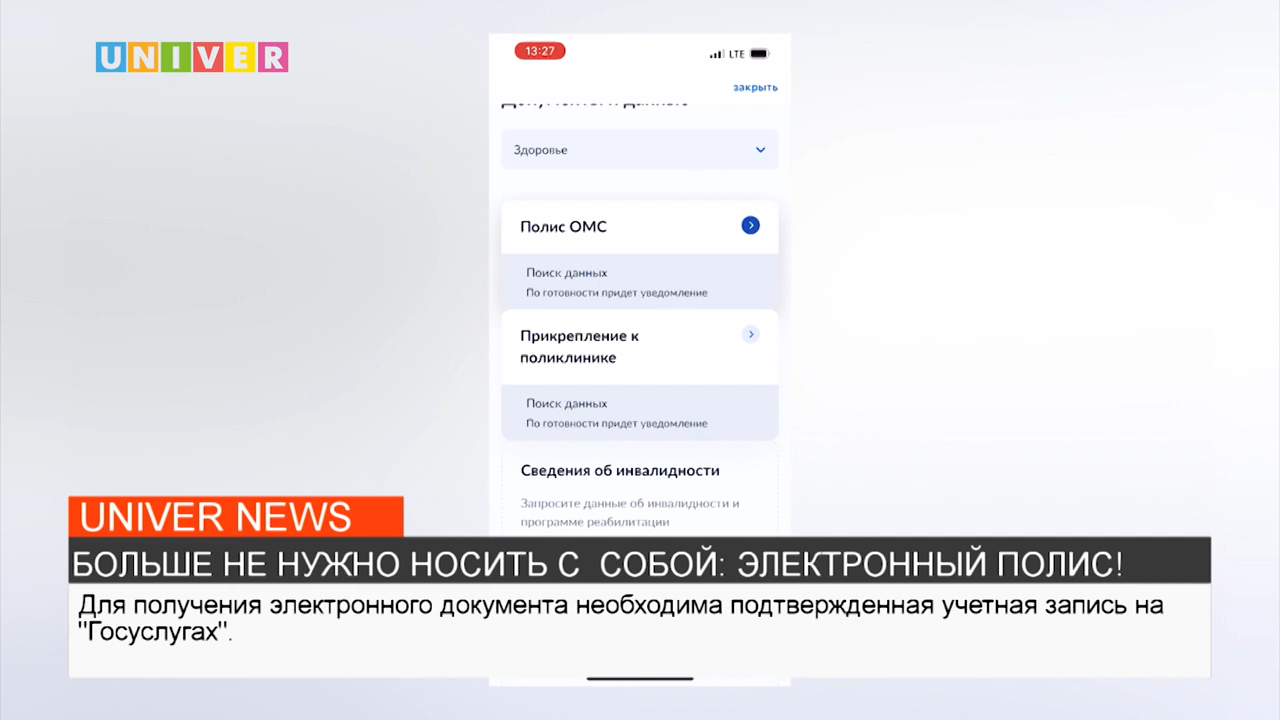 UNIVER
13:27
LTE
закрыть
Документы и данные
Здоровье
Полис ОМС
Поиск данных
По готовности придет уведомление
Прикрепление к
поликлинике
Поиск данных
По готовности придет уведомление
Сведения об инвалидности
Запросите данные об инвалидности и
программе реабилитации
UNIVER NEWS
БОЛЬШЕ НЕ НУЖНО НОСИТЬ С  СОБОЙ: ЭЛЕКТРОННЫЙ ПОЛИС!
Для получения электронного документа необходима подтвержденная учетная запись на
"Госуслугах".